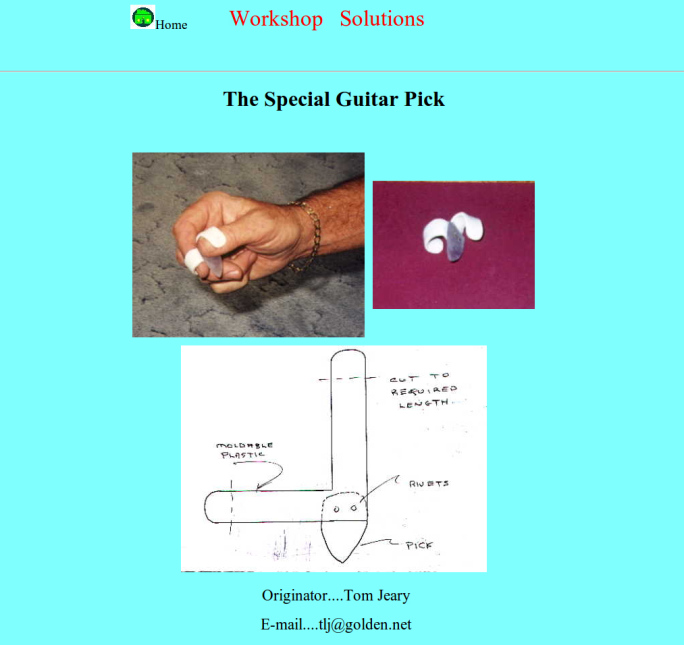 Home
Workshop Solutions
The Special Guitar Pick
CUT TO
REQUIRED
LENGTH.
MOLDABLE
PLASTIC
RIVETS
PICK
Originator....Tom Jeary
E-mail....tlj@golden.net